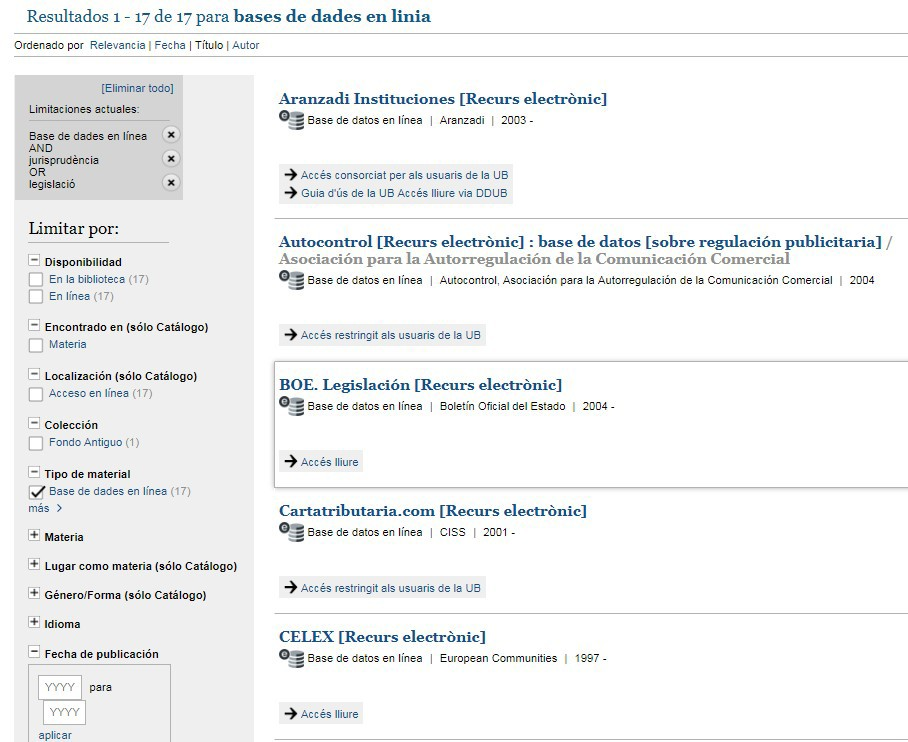 Resultados 1 - 17 de 17 para bases de dades en linia
Ordenado por Relevancia | Fecha | Título | Autor
[Eliminar todo]
Limitaciones actuales:
Base de dades en línea
AND
jurisprudència
OR
legislació
Limitar por:
Disponibilidad
En la biblioteca (17)
En línea (17)
Encontrado en (sólo Catálogo)
Materia
Localización (sólo Catálogo)
Acceso en línea (17)
Colección
Fondo Antiguo (1)
Tipo de material
Base de dades en línea (17)
más >
Materia
Lugar como materia (sólo Catálogo)
Género/Forma (sólo Catálogo)
Idioma
Fecha de publicación
YYYY para
YYYY
aplicar
Aranzadi Instituciones [Recurs electrònic]
Base de datos en línea | Aranzadi | 2003 -
Accés consorciat per als usuaris de la UB
Guia d'ús de la UB Accés lliure via DDUB
Autocontrol [Recurs electrònic] : base de datos [sobre regulación publicitaria] /
Asociación para la Autorregulación de la Comunicación Comercial
Base de datos en línea | Autocontrol, Asociación para la Autorregulación de la Comunicación Comercial | 2004
Accés restringit als usuaris de la UB
BOE. Legislación [Recurs electrònic]
Base de datos en línea | Boletín Oficial del Estado | 2004 -
Accés lliure
Cartatributaria.com [Recurs electrònic]
Base de datos en línea | CISS | 2001 -
Accés restringit als usuaris de la UB
CELEX [Recurs electrònic]
Base de datos en línea | European Communities | 1997 -
Accés lliure